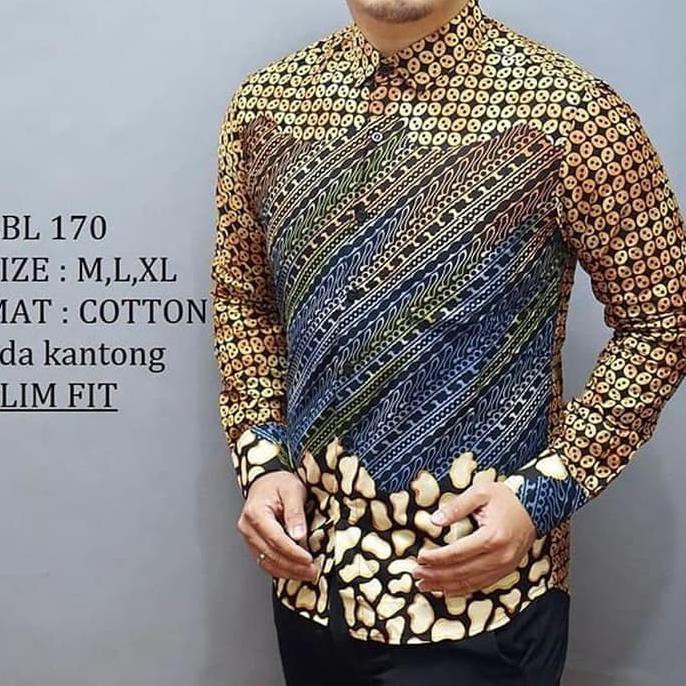 BL 170
IZE : M,L,XL
MAT : COTTON
da kantong
LIM FIT